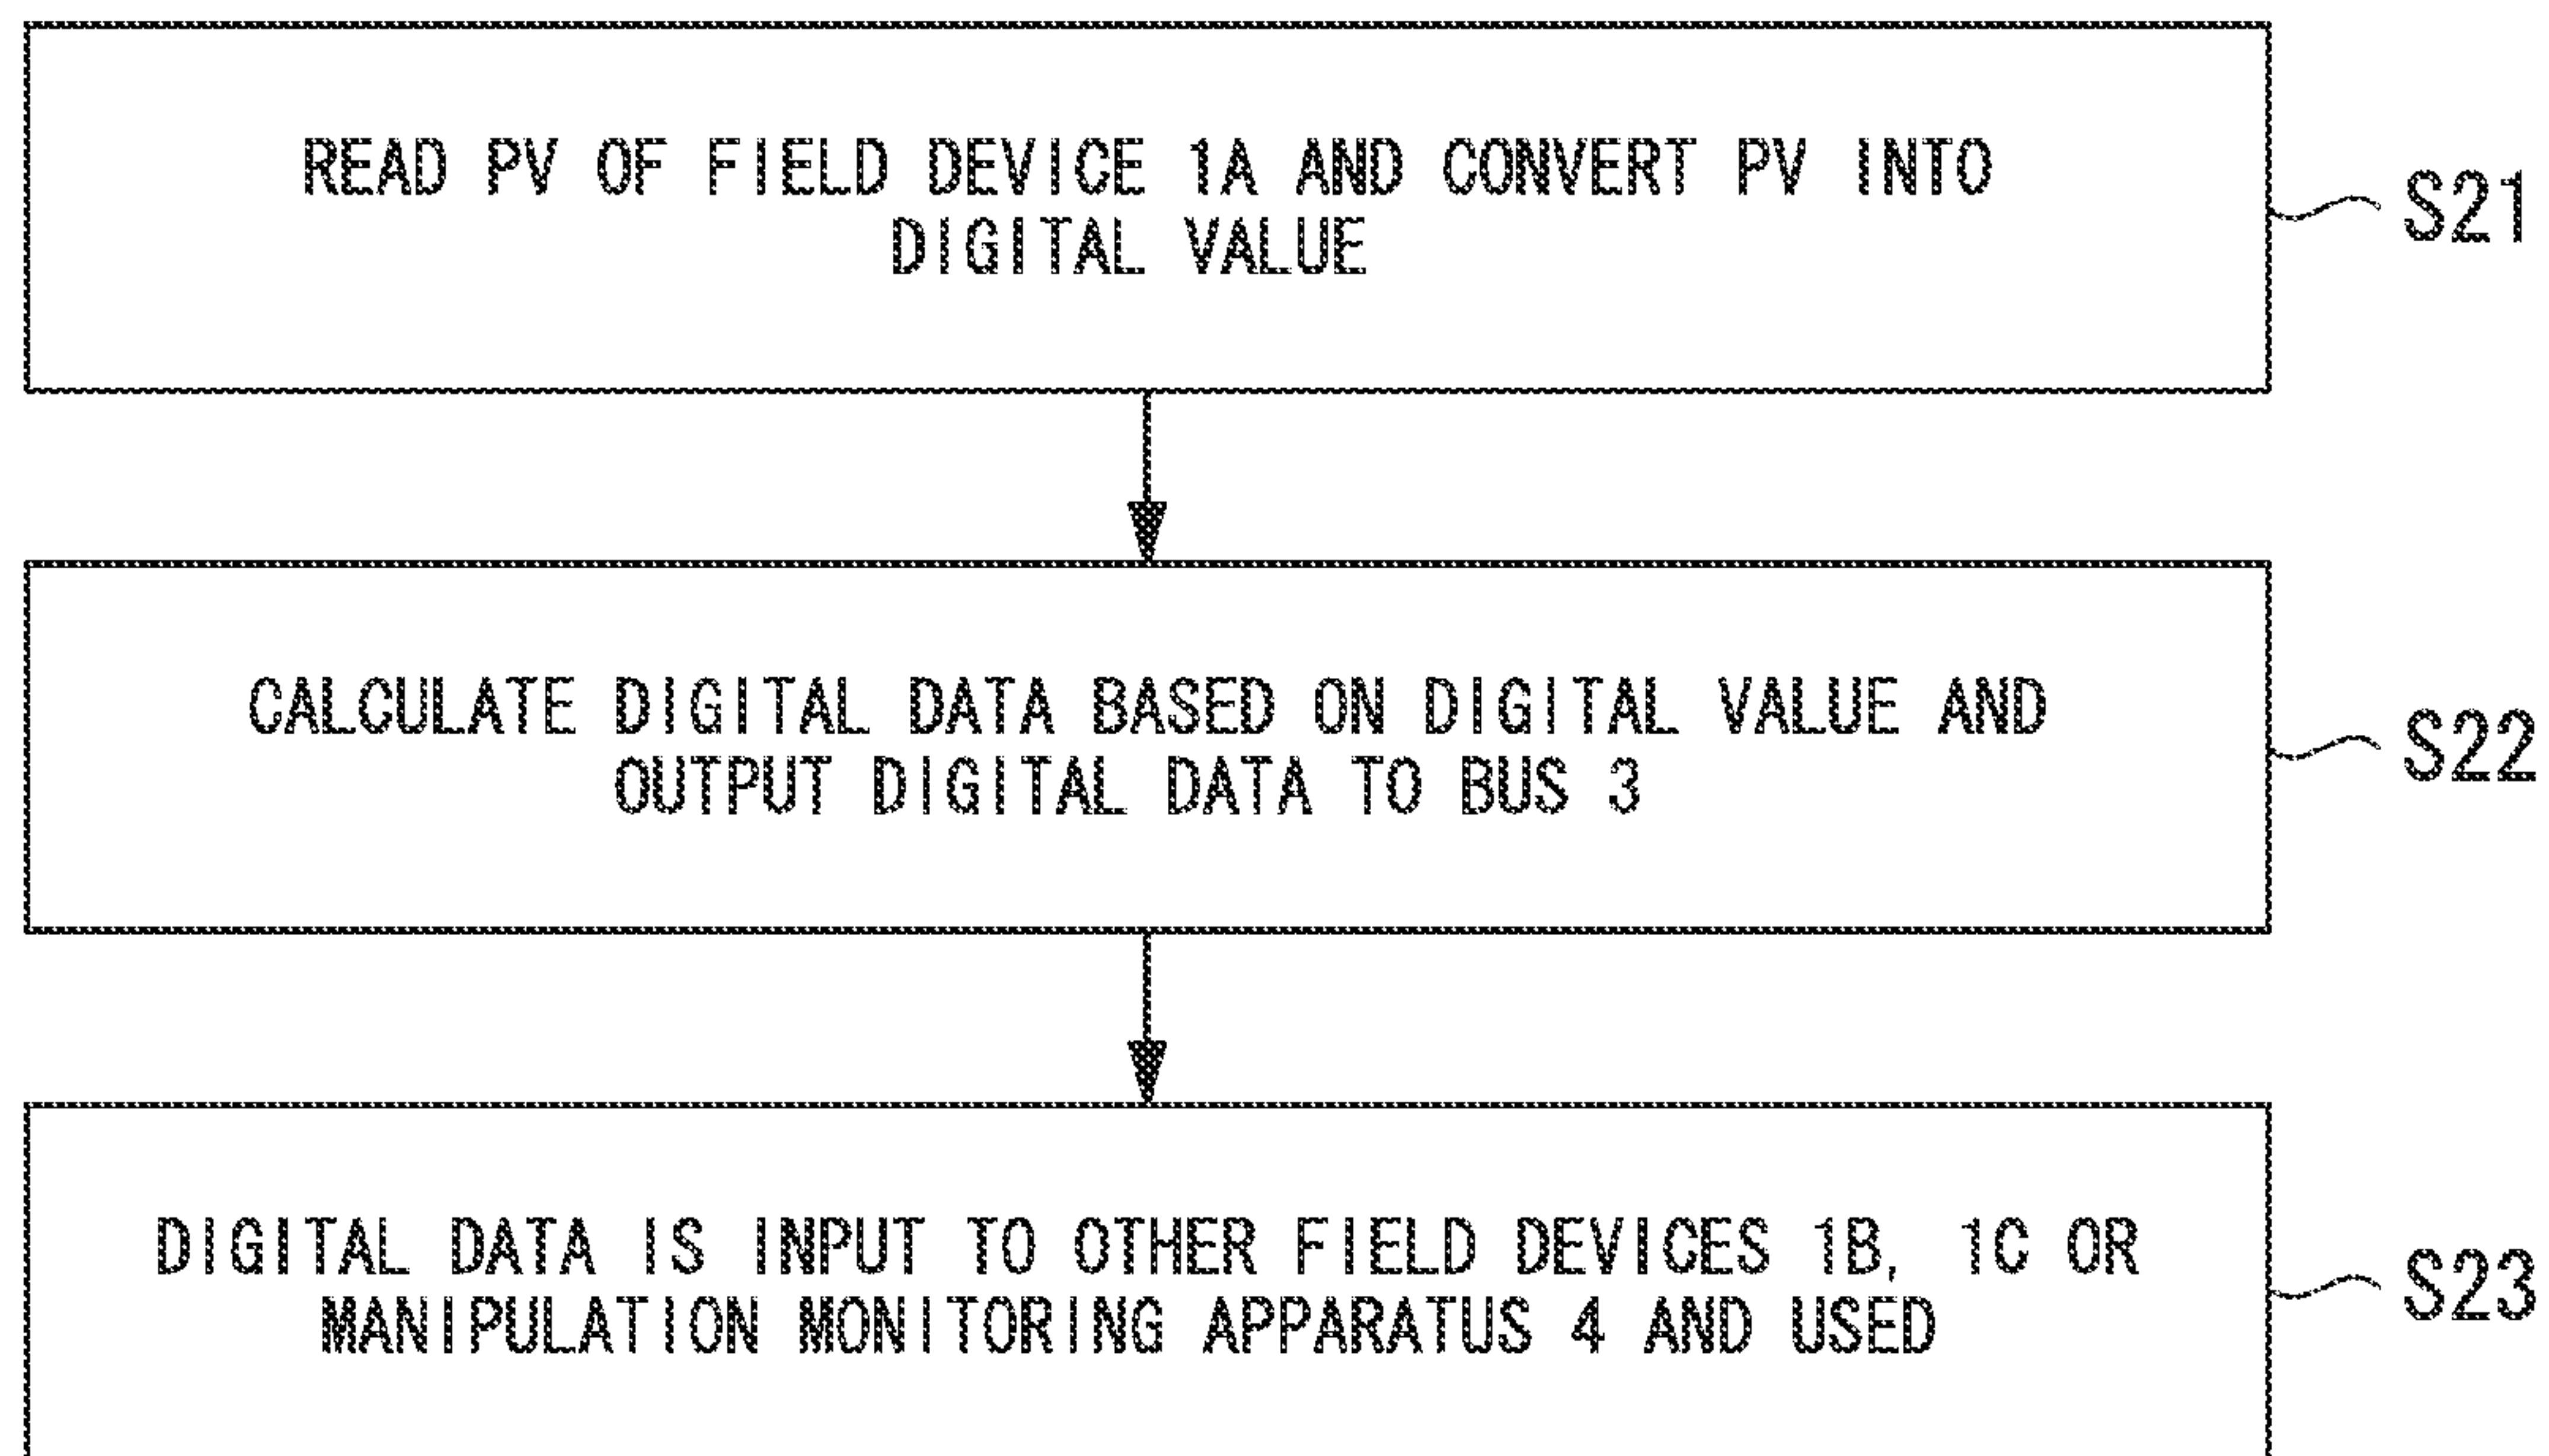 READ PV OF FIELD DEVICE 1A AND CONVERT PV INTO
DIGITAL VALUE
S21
CALCULATE DIGITAL DATA BASED ON DIGITAL VALUE AND
OUTPUT DIGITAL DATA TO BUS 3
S22
DIGITAL DATA IS INPUT TO OTHER FIELD DEVICES 1B, 1C OR
MANIPULATION MONITORING APPARATUS 4 AND USED
S23